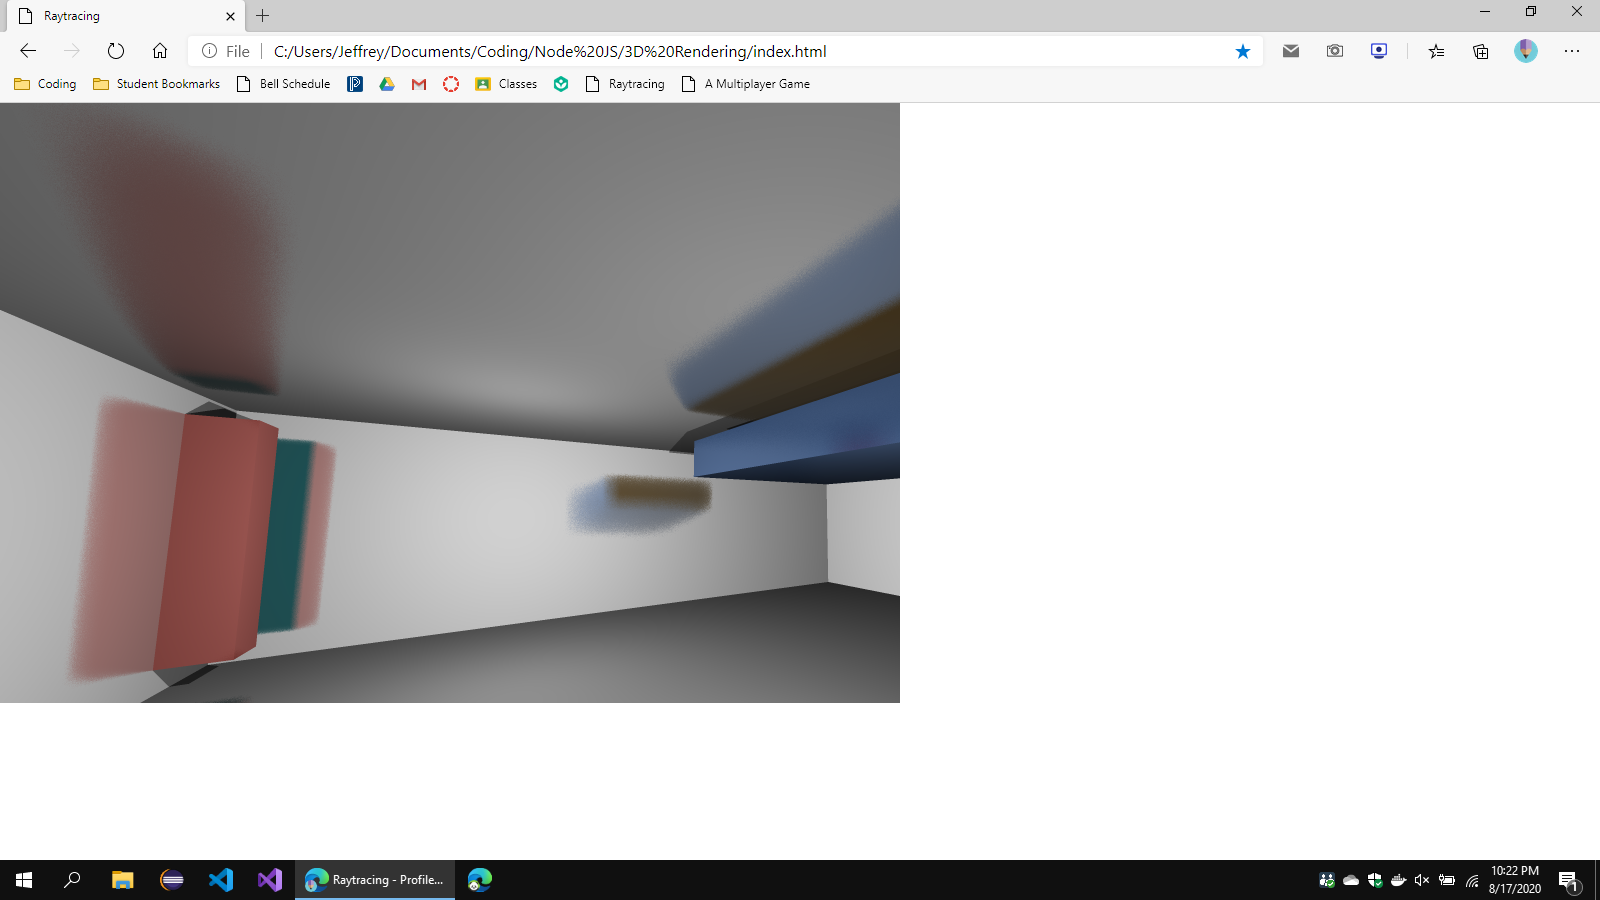 Raytracing
File C:/Users/Jeffrey/Documents/Coding/Node%20JS/3D%20Rendering/index.html
Coding Student Bookmarks Bell Schedule Classes Raytracing A Multiplayer Game
Raytracing - Profile...
10:22 PM
8/17/2020
1